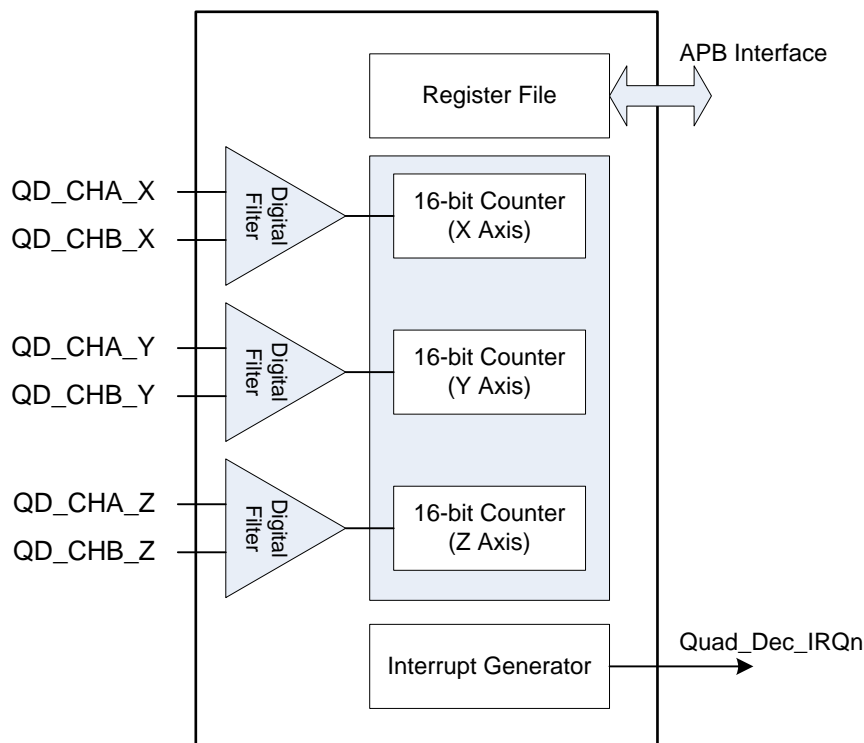 APB Interface
Register File
QD_CHA_X
QD_CHB_X
Digital
Filter
16-bit Counter
(X Axis)
QD_CHA_Y
QD_CHB_Y
Digital
Filter
16-bit Counter
(Y Axis)
QD_CHA_Z
QD_CHB_Z
Digital
Filter
16-bit Counter
(Z Axis)
Interrupt Generator
Quad_Dec_IRQn